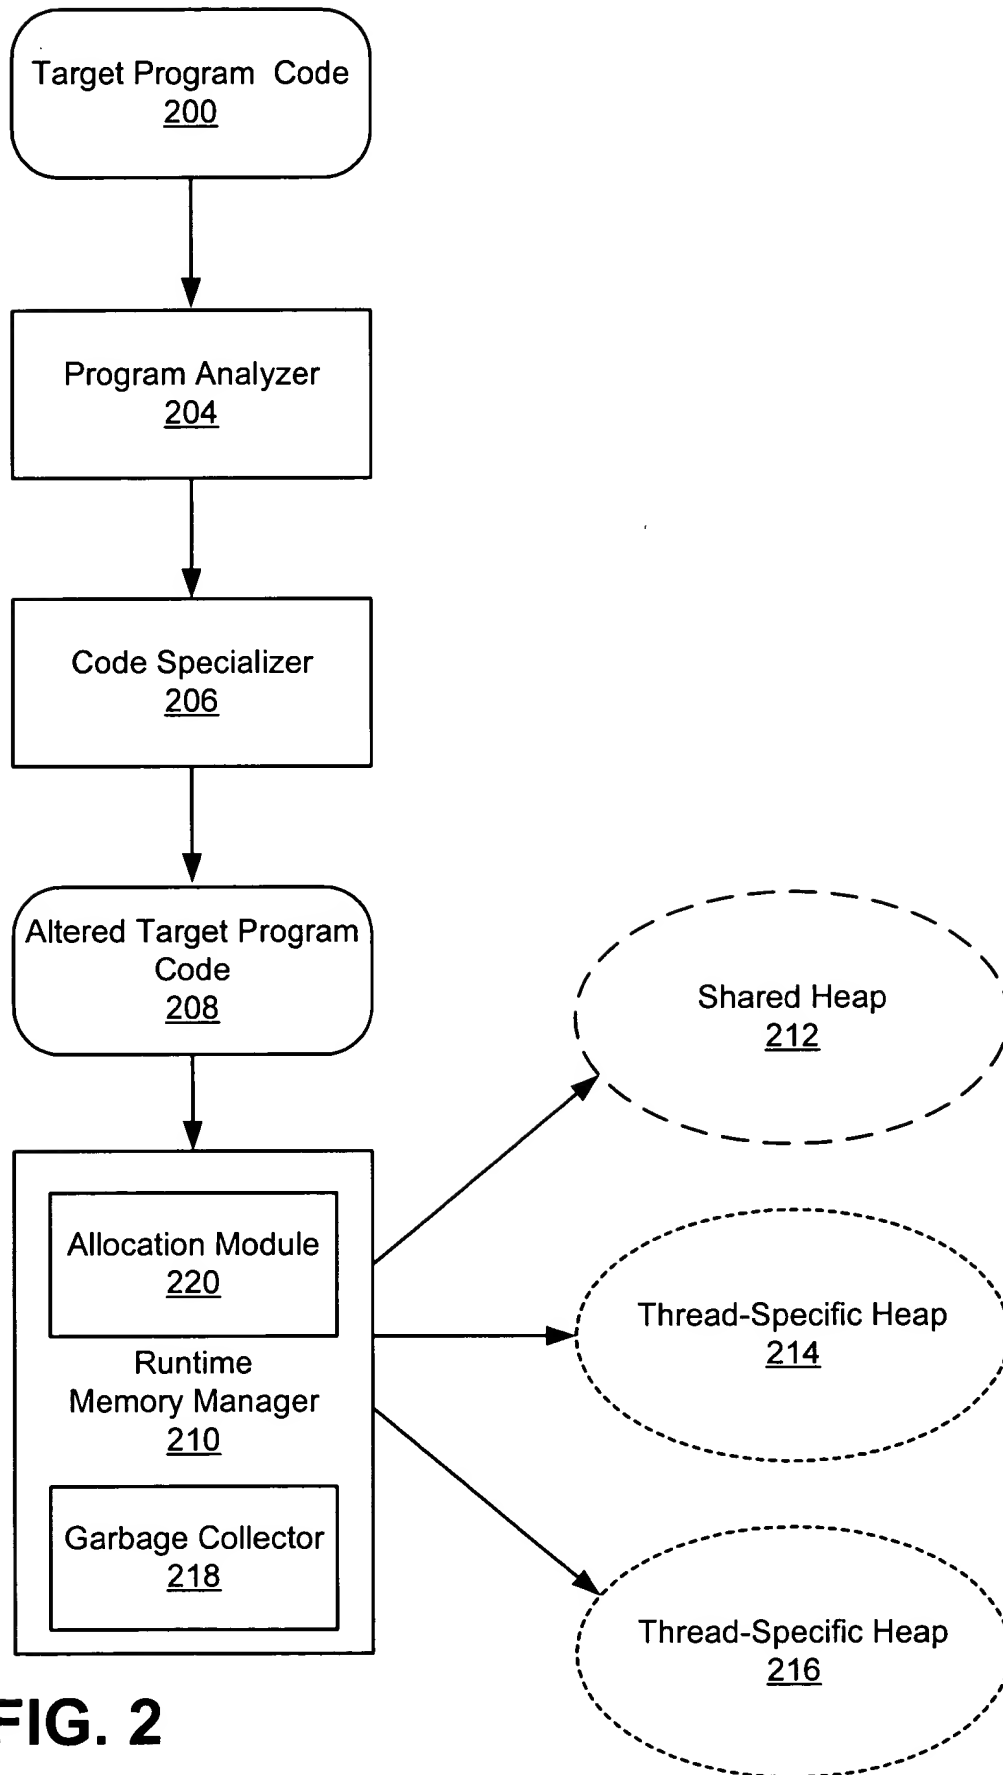 Target Program Code
200
Program Analyzer
204
Code Specializer
206
Altered Target Program
Code
208
Shared Heap
212
Allocation Module
220
Thread-Specific Heap
214
Runtime
Memory Manager
210
Garbage Collector
218
Thread-Specific Heap
216
FIG. 2